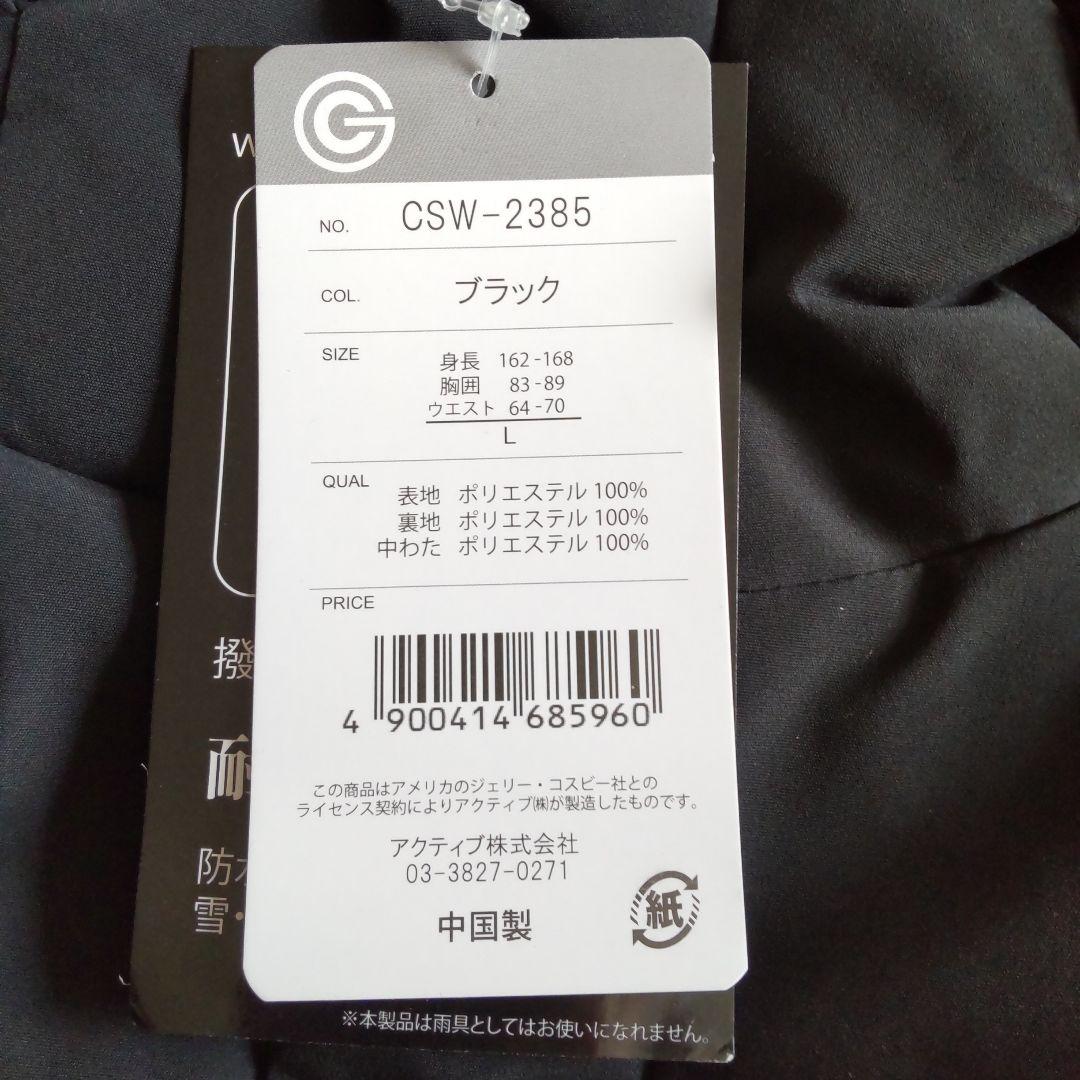 NO. CSW-2385
COL. ブラック
SIZE 身長 162-168
胸囲 83-89
ウエスト 64-70
L
QUAL 表地 ポリエステル 100%
裏地 ポリエステル 100%
中わた ポリエステル 100%
PRICE
4 900414 685960
この商品はアメリカのジェリー・コスビー社との
ライセンス契約によりアクティブ㈱が製造したものです。
アクティブ株式会社
03-3827-0271
中国製
紙
撥
耐
防水
雪・
※本製品は雨具としてはお使いになれません。